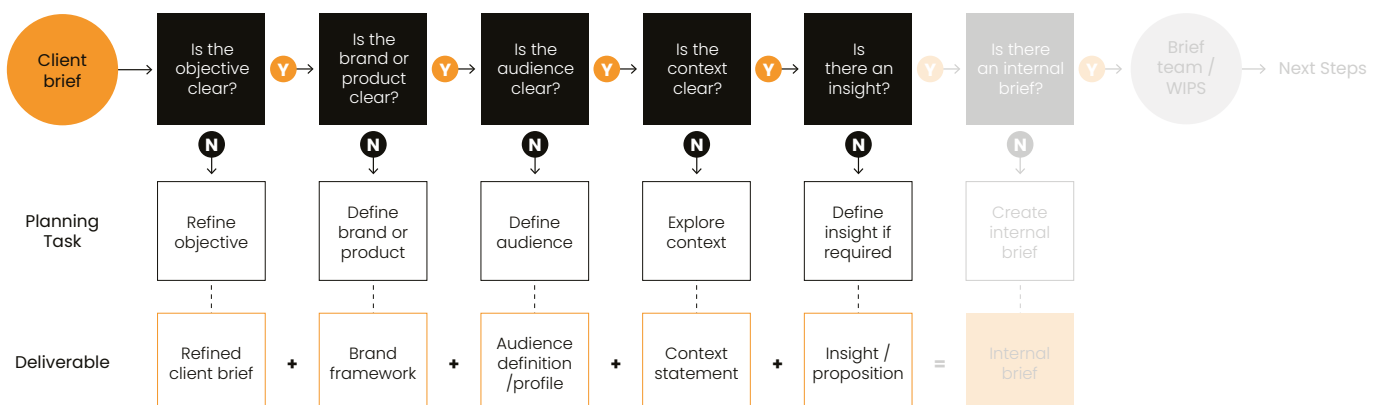 Client
brief
Is the
objective
clear?
Y
Is the
brand or
product
clear?
Y
Is the
audience
clear?
Y
Is the
context
clear?
Y
Is
there an
insight?
Y
Is there
an internal
brief?
Y
Brief
team /
WIPS
Next Steps
N
N
N
N
N
N
Planning
Task
Refine
objective
Define
brand or
product
Define
audience
Explore
context
Define
insight if
required
Create
internal
brief
Deliverable
Refined
client brief
+
Brand
framework
+
Audience
definition
/profile
+
Context
statement
+
Insight /
proposition
=
Internal
brief